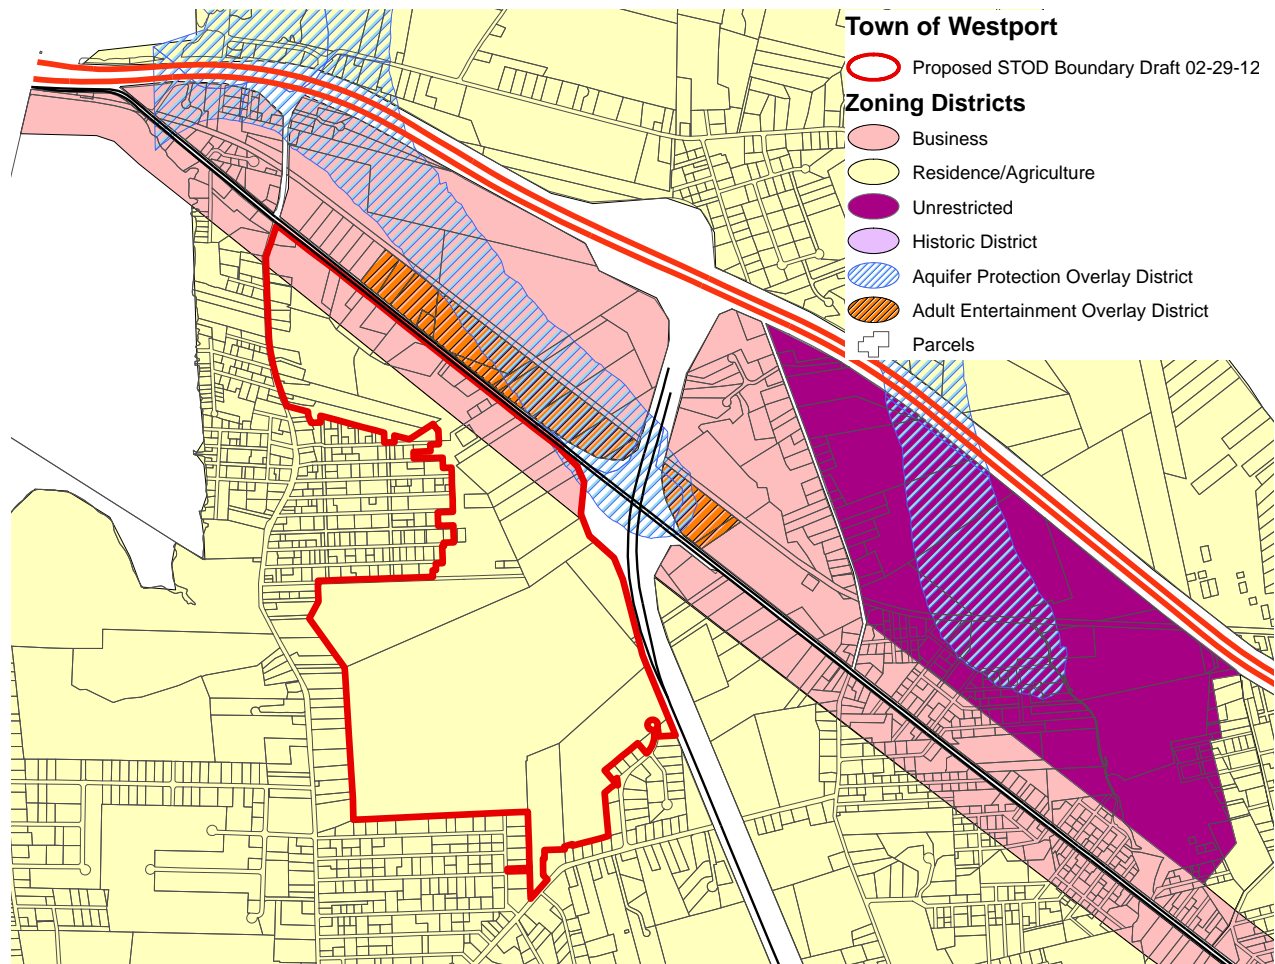 Town of Westport
Proposed STOD Boundary Draft 02-29-12
Zoning Districts
Business
Residence/Agriculture
Unrestricted
Historic District
Aquifer Protection Overlay District
Adult Entertainment Overlay District
Parcels